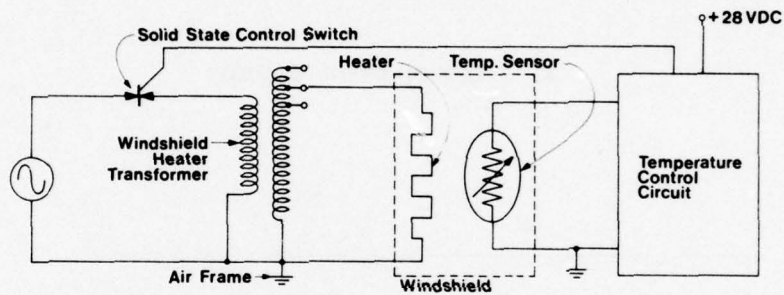 +28 VDC
Solid State Control Switch
Heater
Temp. Sensor
Windshield
Heater
Transformer
Temperature
Control
Circuit
Air Frame
Windshield